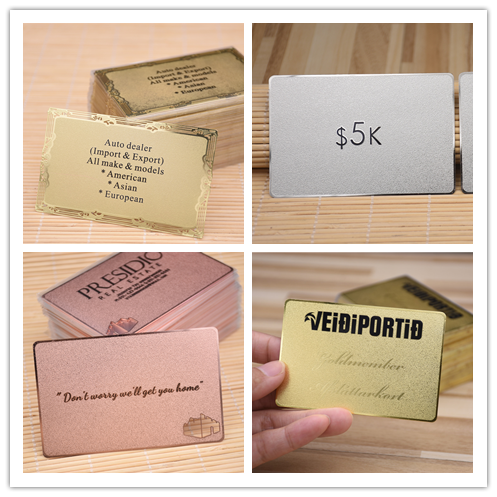 Auto dealer
(Import & Export)
All make & models
* American
* Asian
* European
Auto dealer
(Import & Export)
All make & models
* American
* Asian
* European
$5K
PRESIDIO
REAL ESTATE
"Don't worry we'll get you home"
VEIÐIPORTIÐ
Goldmember